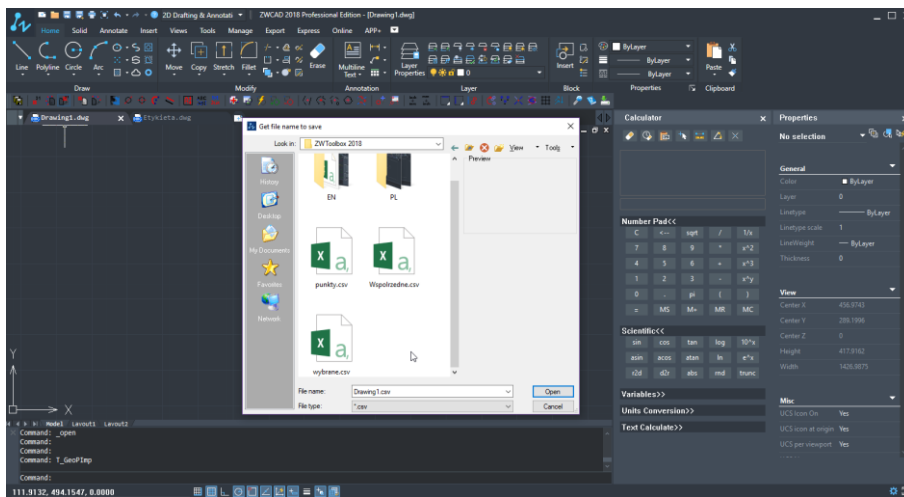 2D Drafting & Annotati
ZWCAD 2018 Professional Edition - [Drawing1.dwg]
Home Solid Annotate Insert Views Tools Manage Export Express Online APP+
Line Polyline Circle Arc
Move Copy Stretch Fillet
Erase
Multiline Text
Layer Properties
0
Insert
ByLayer
ByLayer
ByLayer
Paste
Draw Modify Annotation Layer Block Properties Clipboard
Drawing1.dwg
Etykieta.dwg
Get file name to save
Look in:
ZWToolbox 2018
View
Tools
Preview
History
Desktop
My Documents
Favorites
Network
EN
PL
punkty.csv
Wspolrzedne.csv
wybrane.csv
File name:
Drawing1.csv
Open
File type:
*.csv
Cancel
Calculator
Number Pad<<
C <-- sqrt / 1/x
7 8 9 * x^2
4 5 6 + x^3
1 2 3 - x^y
0 . pi ( )
= MS M+ MR MC
Scientific<<
sin cos tan log 10^x
asin acos atan ln e^x
r2d d2r abs rnd trunc
Variables>>
Units Conversion>>
Text Calculate>>
Properties
No selection
General
Color ByLayer
Layer 0
Linetype ByLayer
Linetype scale 1
LineWeight ByLayer
Thickness 0
View
Center X 456.8743
Center Y 289.1996
Center Z 0
Height 417.8192
Width 1428.9875
Misc
UCS Icon On Yes
UCS icon at origin Yes
UCS per viewport Yes
Y
X
Model Layout1 Layout2
Command: _open
Command:
Command:
Command: T_GeoPImp
Command:
111.9132, 494.1547, 0.0000